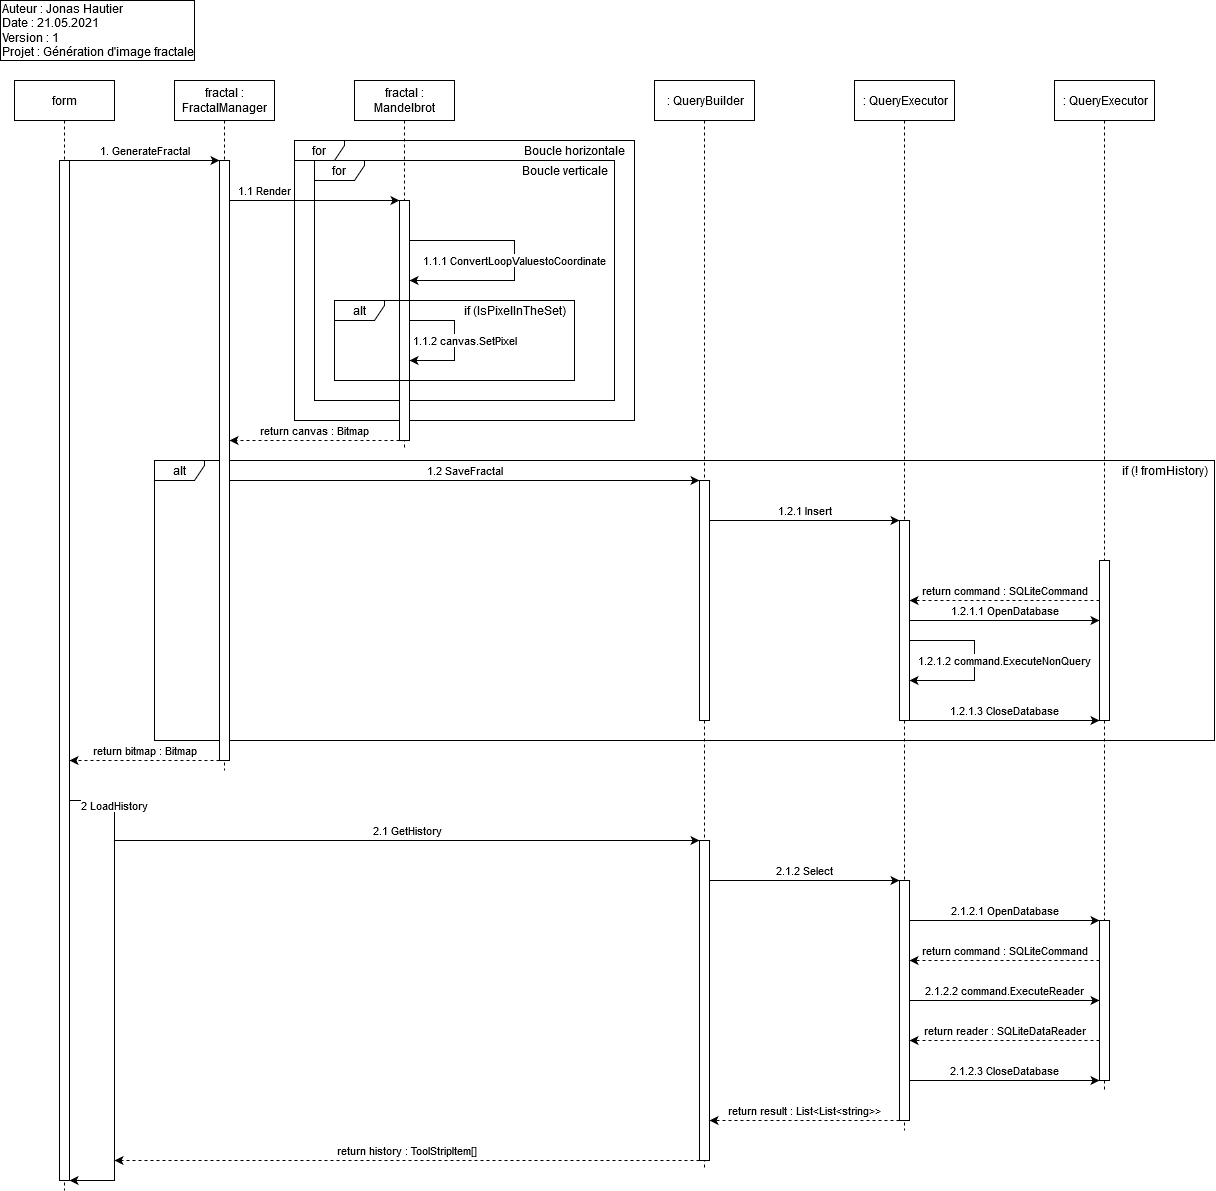 Auteur : Jonas Hautier
Date : 21.05.2021
Version : 1
Projet : Génération d'image fractale
form
fractal :
FractalManager
fractal :
Mandelbrot
: QueryBuilder
: QueryExecutor
: QueryExecutor
1. GenerateFractal
for
Boucle horizontale
for
Boucle verticale
1.1 Render
1.1.1 ConvertLoopValuestoCoordinate
alt
if (IsPixelInTheSet)
1.1.2 canvas.SetPixel
return canvas : Bitmap
alt
1.2 SaveFractal
if (! fromHistory)
1.2.1 Insert
return command : SQLiteCommand
1.2.1.1 OpenDatabase
1.2.1.2 command.ExecuteNonQuery
1.2.1.3 CloseDatabase
return bitmap : Bitmap
2 LoadHistory
2.1 GetHistory
2.1.2 Select
2.1.2.1 OpenDatabase
return command : SQLiteCommand
2.1.2.2 command.ExecuteReader
return reader : SQLiteDataReader
2.1.2.3 CloseDatabase
return result : List<List<string>>
return history : ToolStripItem[]